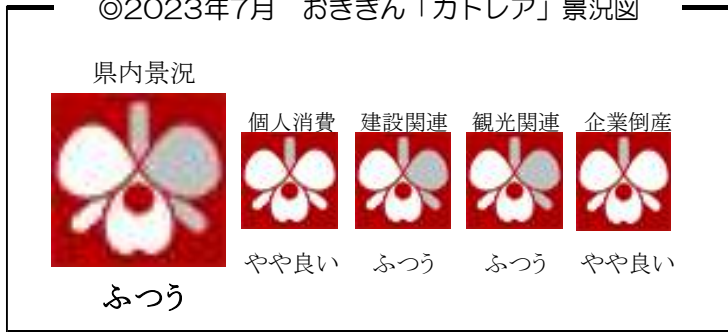 ◎2023年7月 おきぎん「カトレア」景況図
県内景況
個人消費 建設関連 観光関連 企業倒産
やや良い ふつう ふつう やや良い
ふつう